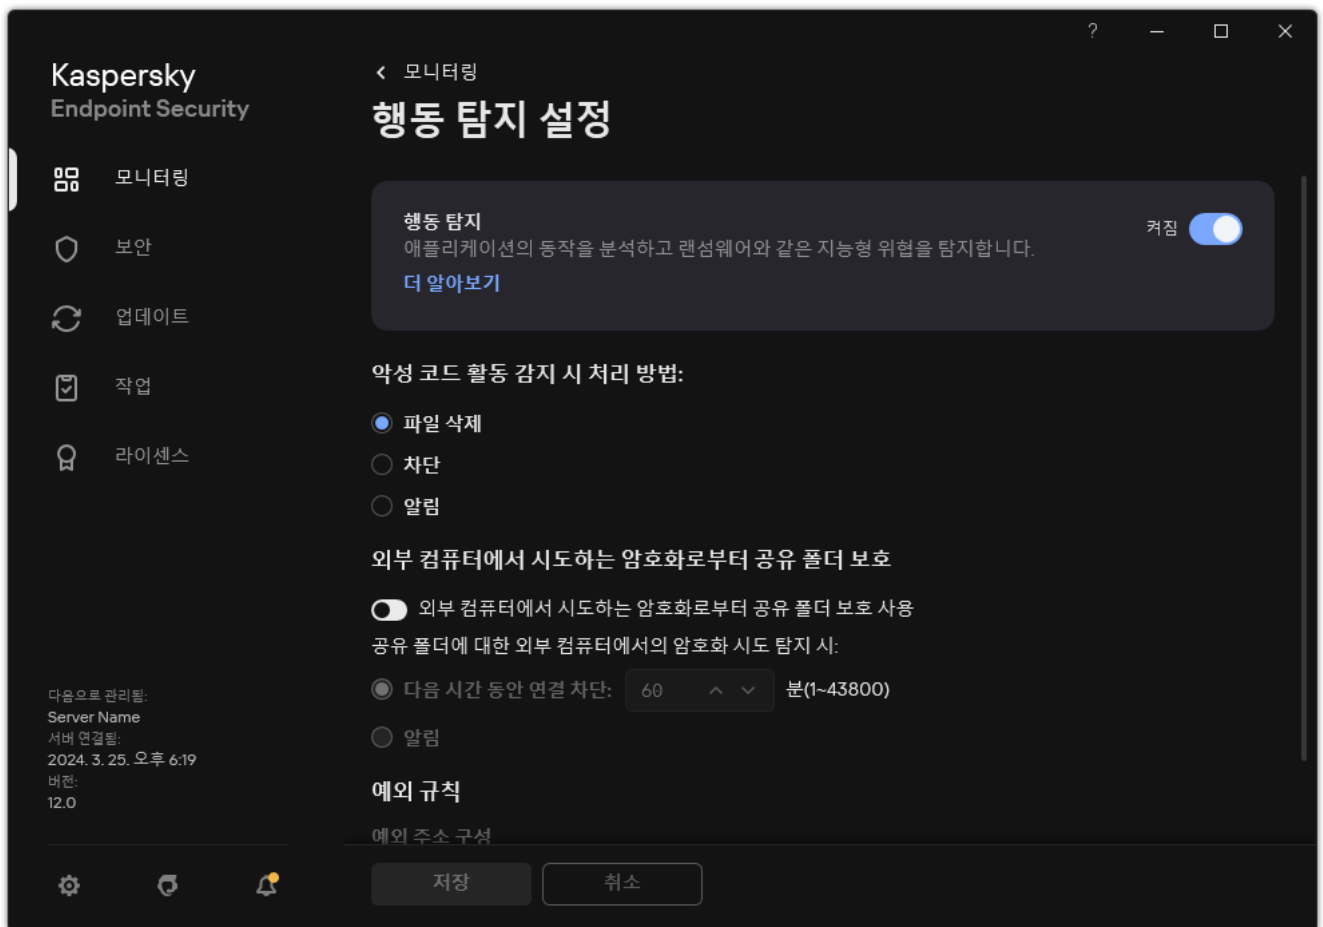 ?
Kaspersky
Endpoint Security
모니터링
보안
업데이트
작업
라이센스
다음으로 관리됨:
Server Name
서버 연결됨:
2024. 3. 25. 오후 6:19
버전:
12.0
모니터링
행동 탐지 설정
행동 탐지
애플리케이션의 동작을 분석하고 랜섬웨어와 같은 지능형 위협을 탐지합니다.
더 알아보기
켜짐
악성 코드 활동 감지 시 처리 방법:
파일 삭제
차단
알림
외부 컴퓨터에서 시도하는 암호화로부터 공유 폴더 보호
외부 컴퓨터에서 시도하는 암호화로부터 공유 폴더 보호 사용
공유 폴더에 대한 외부 컴퓨터에서의 암호화 시도 탐지 시:
다음 시간 동안 연결 차단: 60 분(1~43800)
알림
예외 규칙
예외 주소 구성
저장 취소